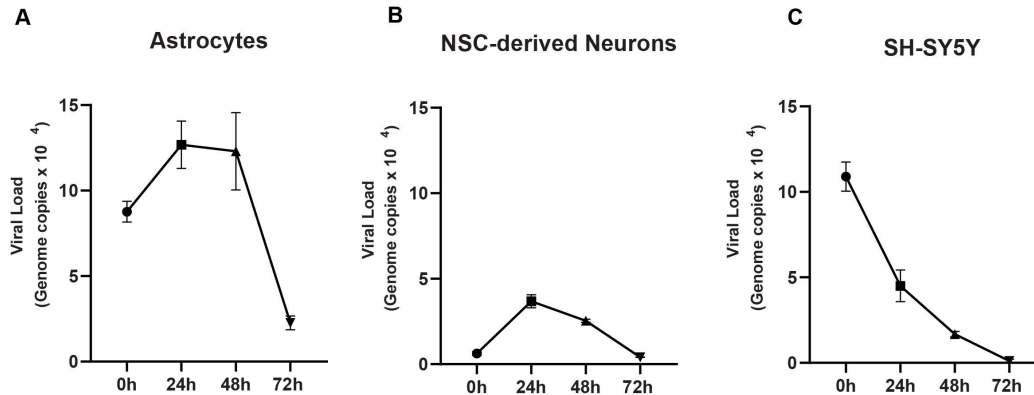 A
Astrocytes
Viral Load
(Genome copies x 10 4)
15
10
5
0
0h 24h 48h 72h
B
NSC-derived Neurons
Viral Load
(Genome copies x 10 4)
15
10
5
0
0h 24h 48h 72h
C
SH-SY5Y
Viral Load
(Genome copies x 10 4)
15
10
5
0
0h 24h 48h 72h